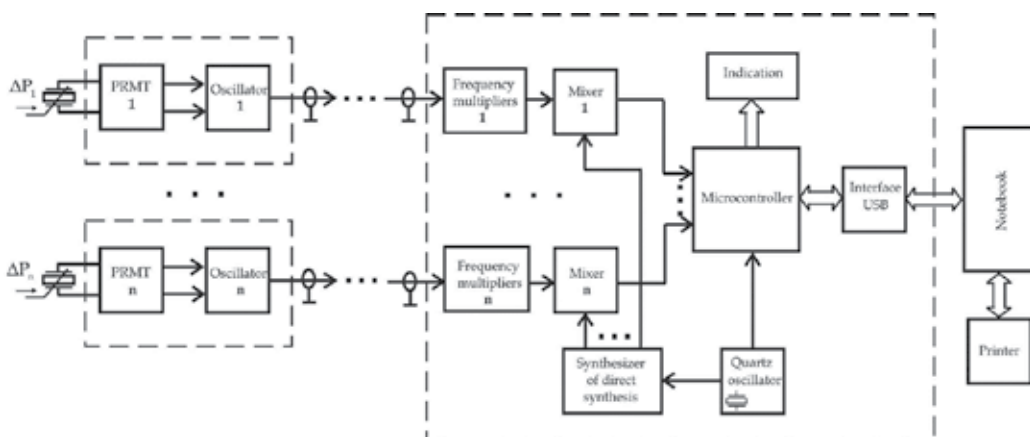 ΔP₁
PRMT
1
Oscillator
1
Frequency
multipliers
1
Mixer
1
Indication
Microcontroller
Interface
USB
Notebook
ΔPₙ
PRMT
n
Oscillator
n
Frequency
multipliers
n
Mixer
n
Synthesizer
of direct
synthesis
Quartz
oscillator
Printer